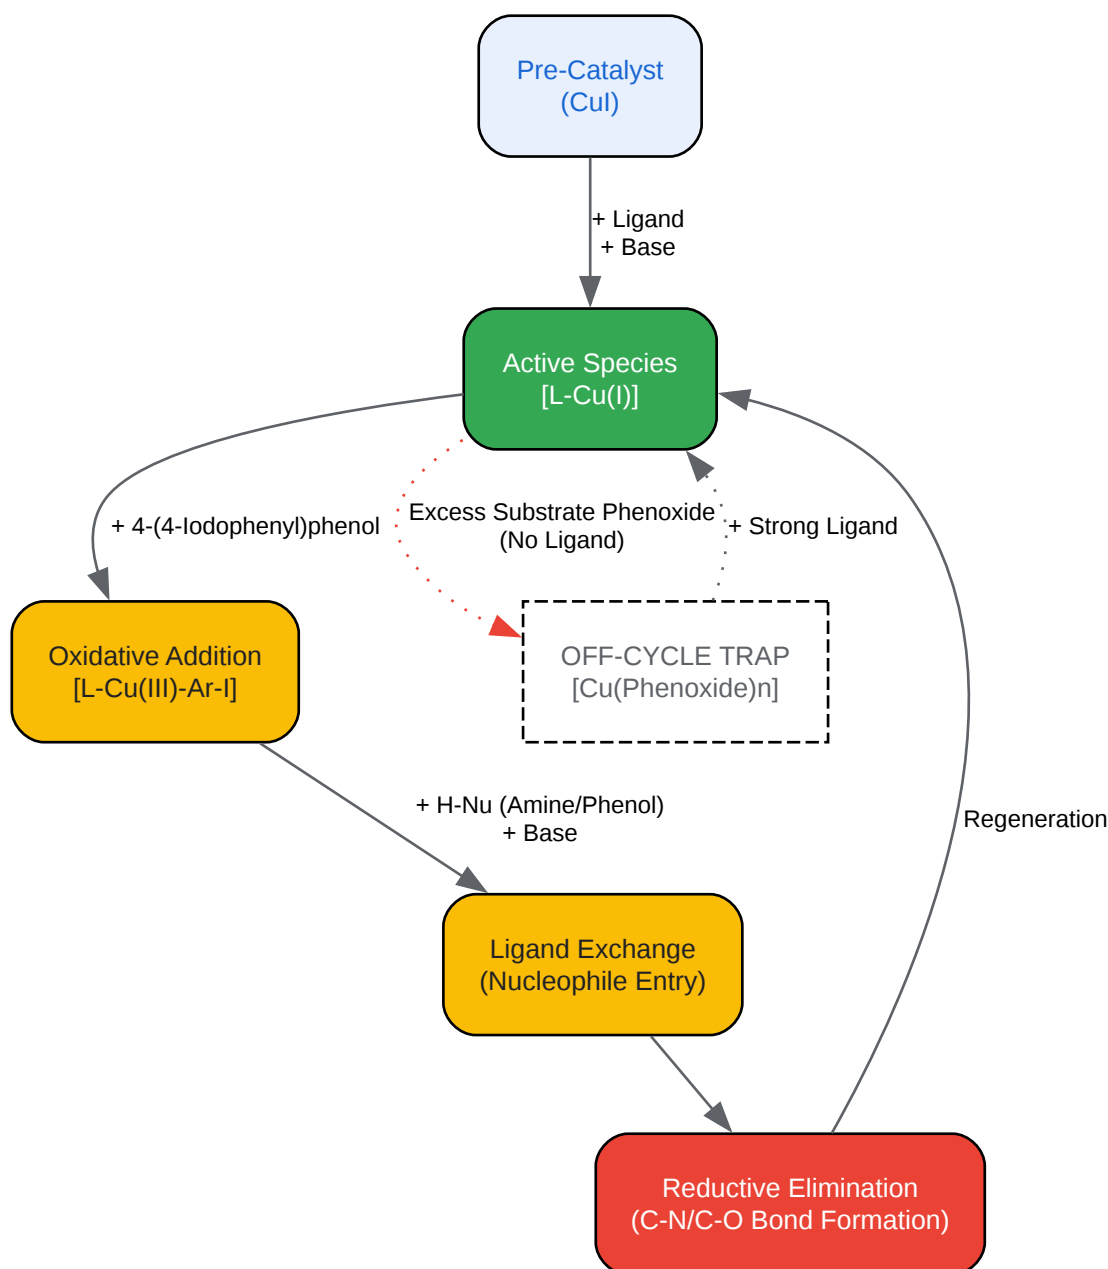 Pre-Catalyst
(CuI)
+ Ligand
+ Base
Active Species
[L-Cu(I)]
+ 4-(4-Iodophenyl)phenol
Excess Substrate Phenoxide
(No Ligand)
+ Strong Ligand
Oxidative Addition
[L-Cu(III)-Ar-I]
OFF-CYCLE TRAP
[Cu(Phenoxide)n]
+ H-Nu (Amine/Phenol)
+ Base
Regeneration
Ligand Exchange
(Nucleophile Entry)
Reductive Elimination
(C-N/C-O Bond Formation)